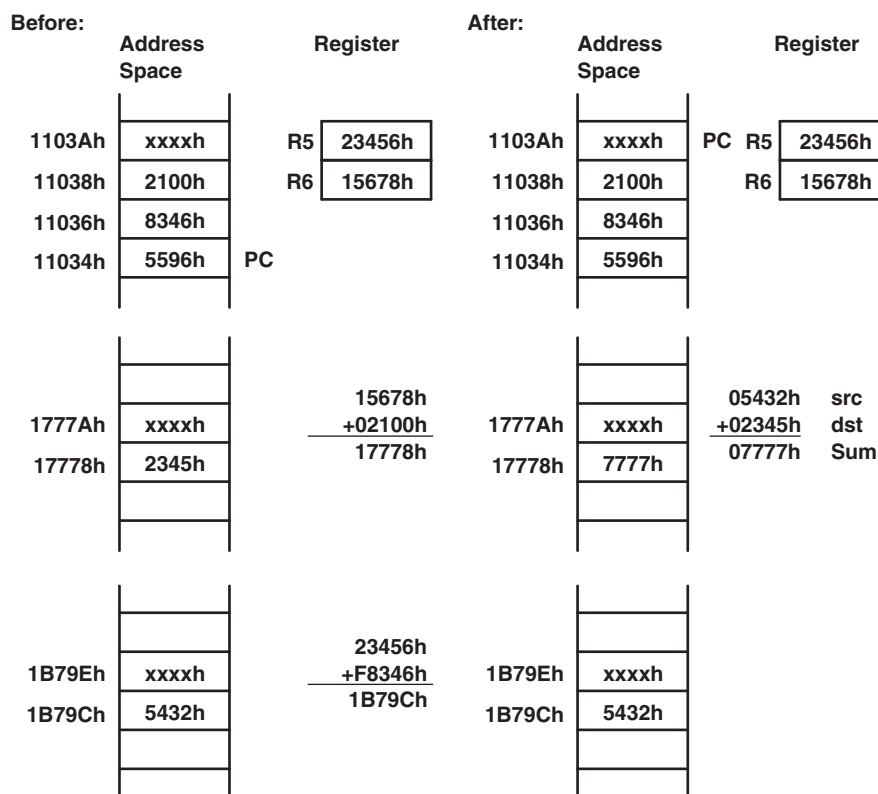 Before:
After:
Address Space
Register
Address Space
Register
1103Ah xxxxh R5 23456h
11038h 2100h R6 15678h
11036h 8346h
11034h 5596h PC
1103Ah xxxxh PC R5 23456h
11038h 2100h R6 15678h
11036h 8346h
11034h 5596h
15678h
1777Ah xxxxh +02100h
17778h 2345h 17778h
05432h src
1777Ah xxxxh +02345h dst
17778h 7777h 07777h Sum
23456h
1B79Eh xxxxh +F8346h
1B79Ch 5432h 1B79Ch
1B79Eh xxxxh
1B79Ch 5432h